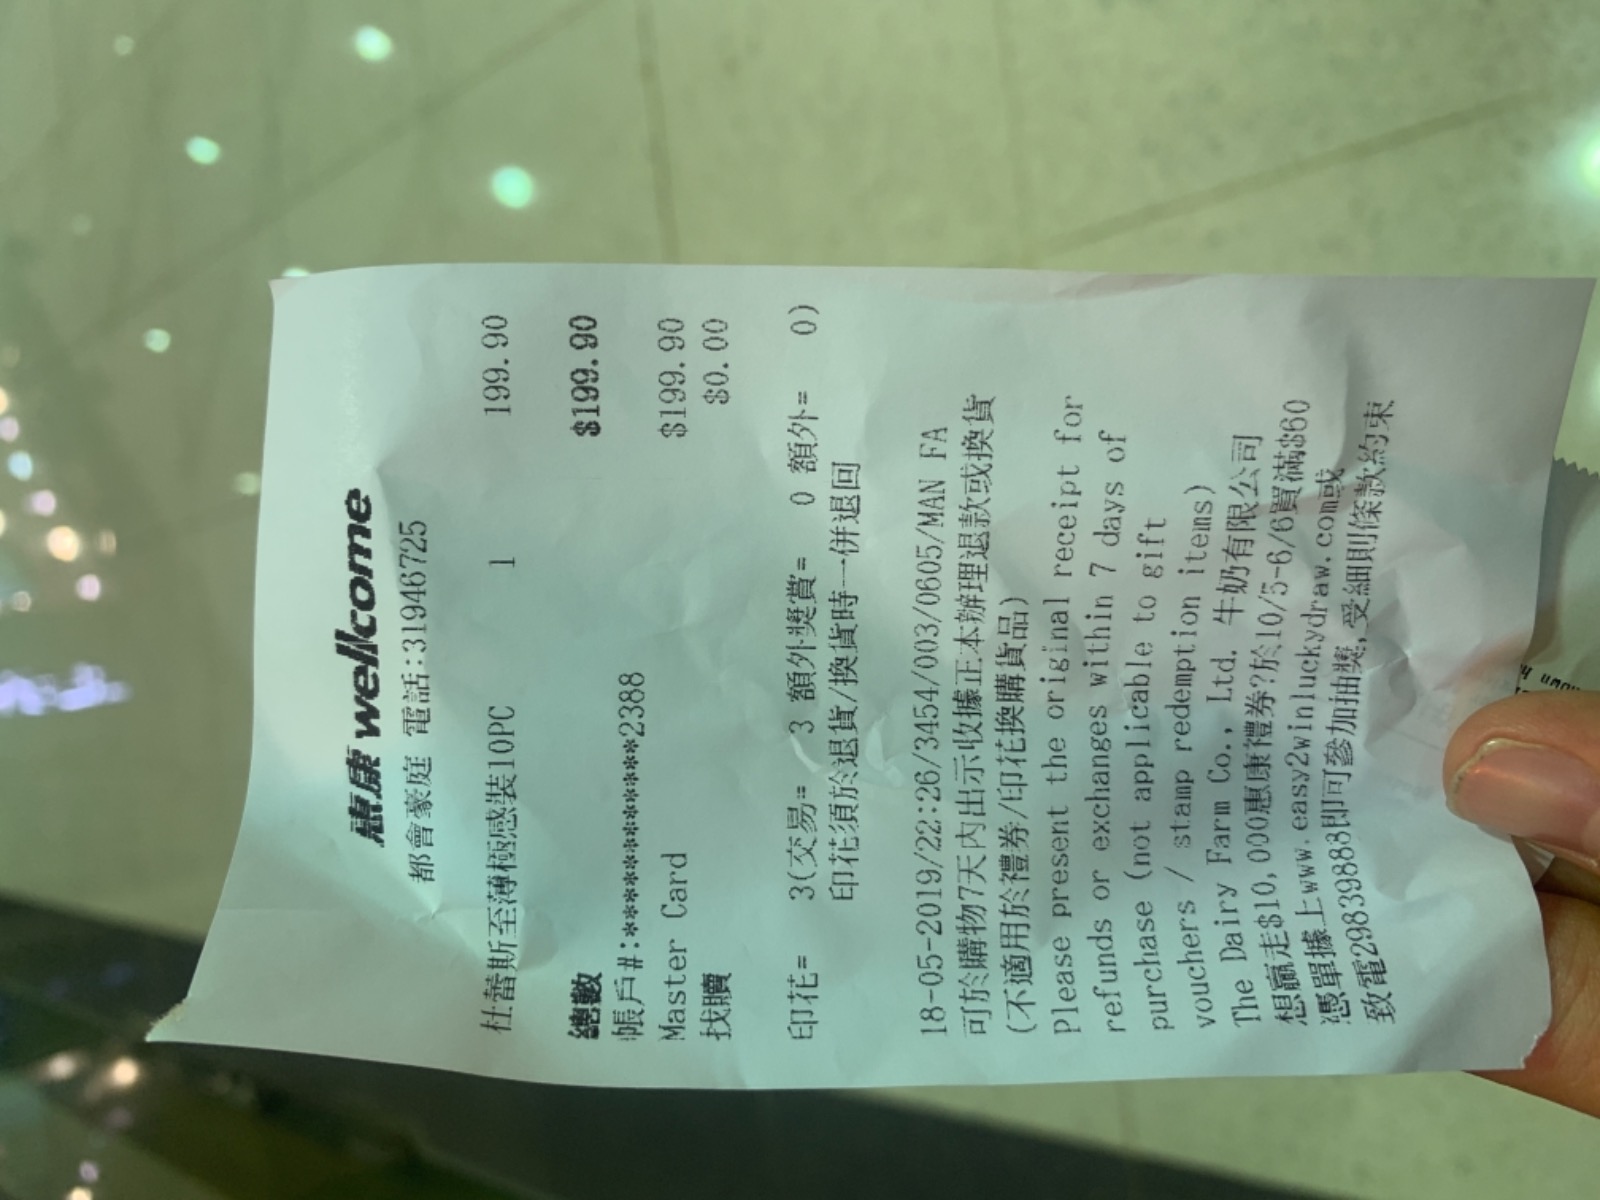 惠康 wellcome
都會豪庭 電話:31946725
杜蕾斯至薄極感裝10PC 1 199.90
總數 $199.90
帳戶#:************2388
Master Card $199.90
找贖 $0.00
印花= 3(交易= 3 額外獎賞= 0 額外= 0)
印花須於退貨/換貨時一併退回
18-05-2019/22:26/3454/003/0605/MAN FA
可於購物7天內出示收據正本辦理退款或換貨
(不適用於禮券/印花換購貨品)
Please present the original receipt for
refunds or exchanges within 7 days of
purchase (not applicable to gift
vouchers / stamp redemption items)
The Dairy Farm Co., Ltd. 牛奶有限公司
想贏走$10,000惠康禮券?於10/5-6/6買滿$60
憑單據上www.easy2winluckydraw.com或
致電29839888即可參加抽獎,受細則條款約束